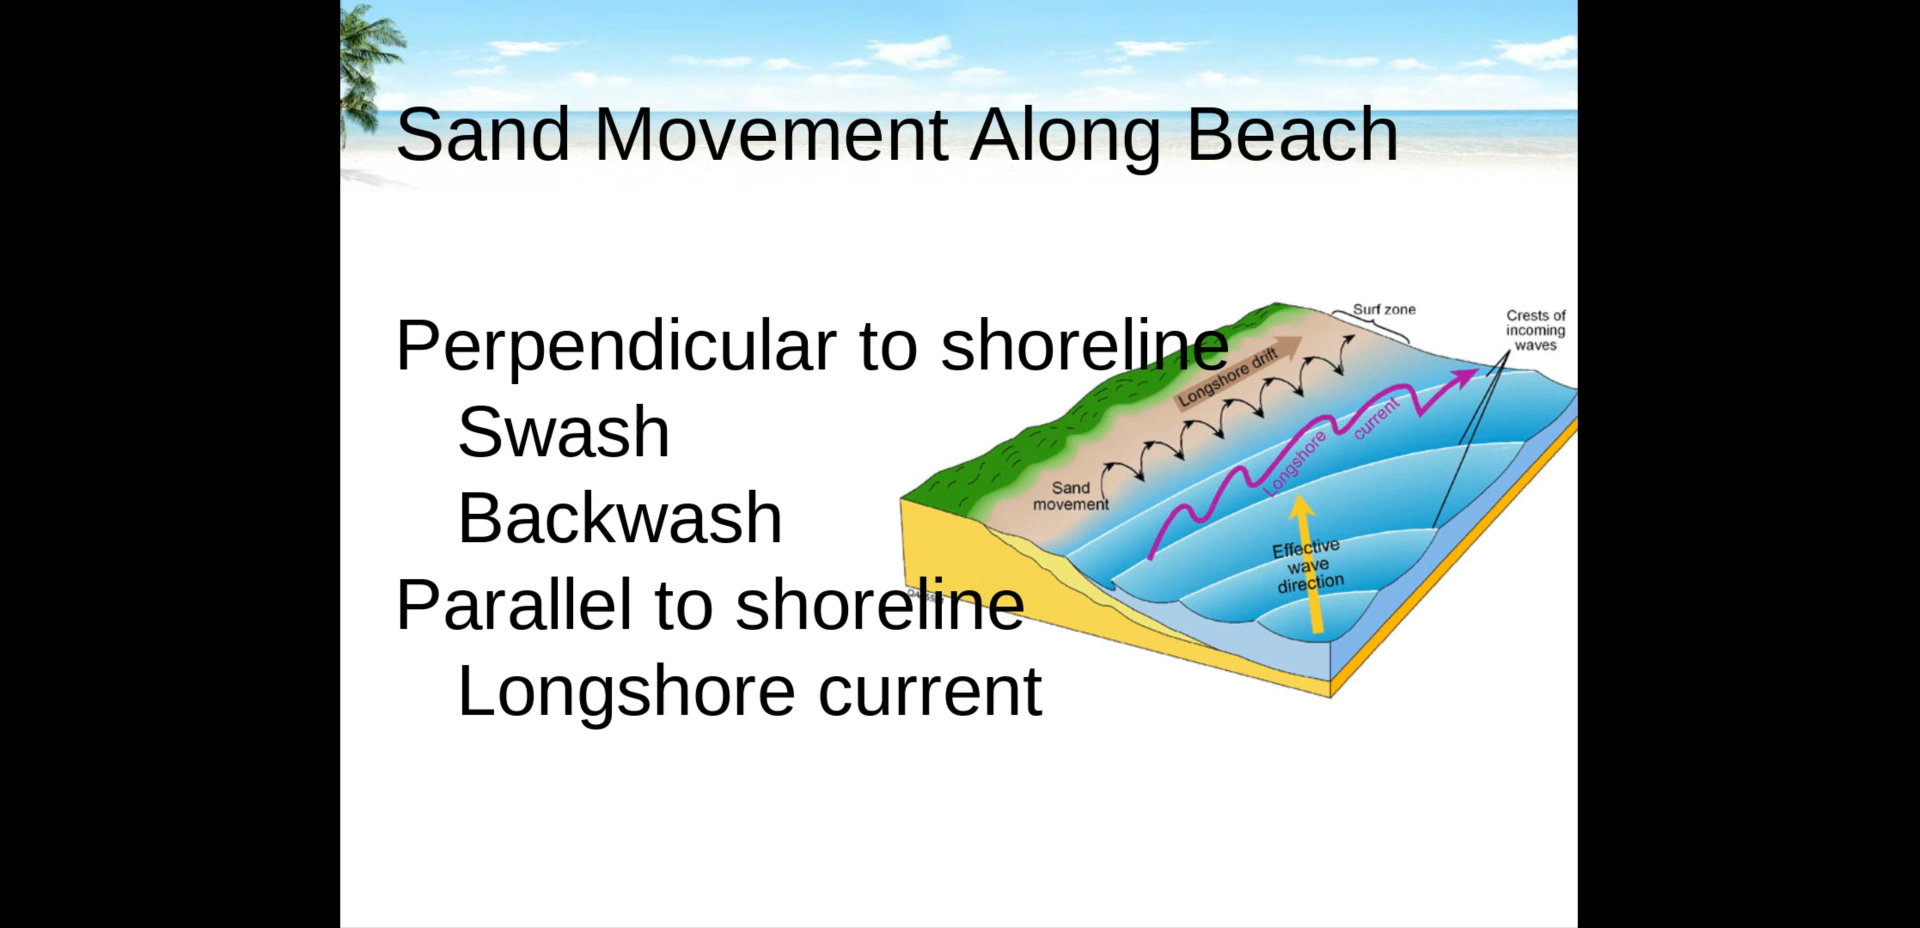 Sand Movement Along Beach
Perpendicular to shoreline
Swash
Backwash
Parallel to shoreline
Longshore current
Surf zone
Crests of
incoming
waves
Longshore drift
Sand
movement
Longshore current
Effective
wave
direction